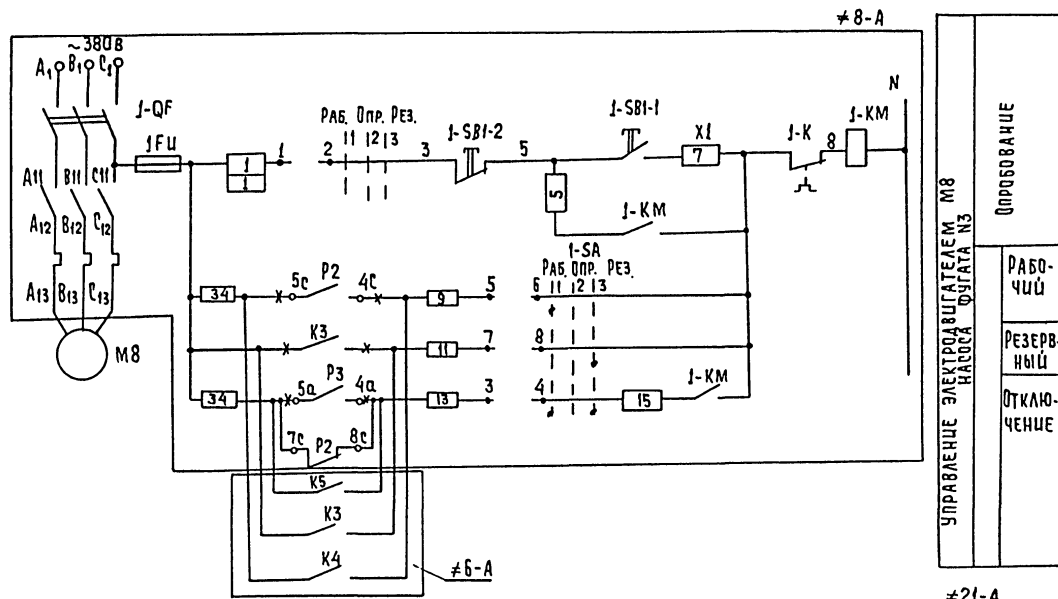 ≠8-А
~380В
А1 В1 С1
1-QF
1FU
1
1
1
2
РАБ. ОПР. РЕЗ.
11 12 13
3
1-SB1-2
5
1-SB1-1
X1
7
1-К
8
1-КМ
N
А11 В11 С11
А12 В12 С12
5
1-КМ
1-SA
РАБ. ОПР. РЕЗ.
11 12 13
А13 В13 С13
М8
34
5с
Р2
4с
9
5
6
К3
11
7
8
34
5а
Р3
4а
13
3
4
15
1-КМ
7с
Р2
8с
К5
К3
К4
≠6-А
УПРАВЛЕНИЕ ЭЛЕКТРОДВИГАТЕЛЕМ М8
НАСОСА ФУГАТА N3
ОПРОБОВАНИЕ
РАБО-
ЧИЙ
РЕЗЕРВ-
НЫЙ
ОТКЛЮ-
ЧЕНИЕ
≠21-А